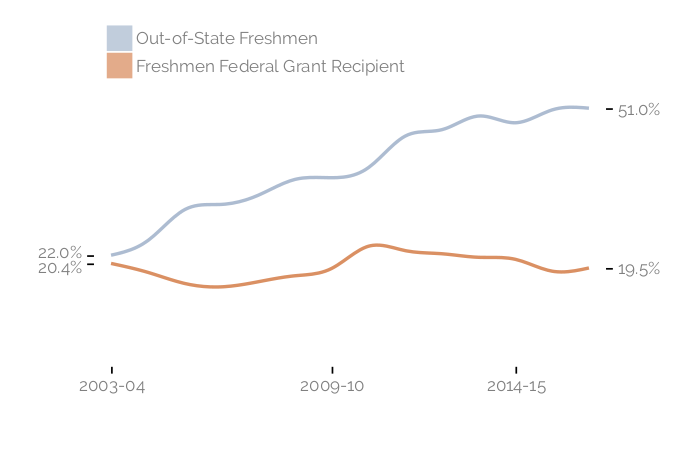 Out-of-State Freshmen
Freshmen Federal Grant Recipient
51.0%
22.0%
20.4%
19.5%
2003-04 2009-10 2014-15